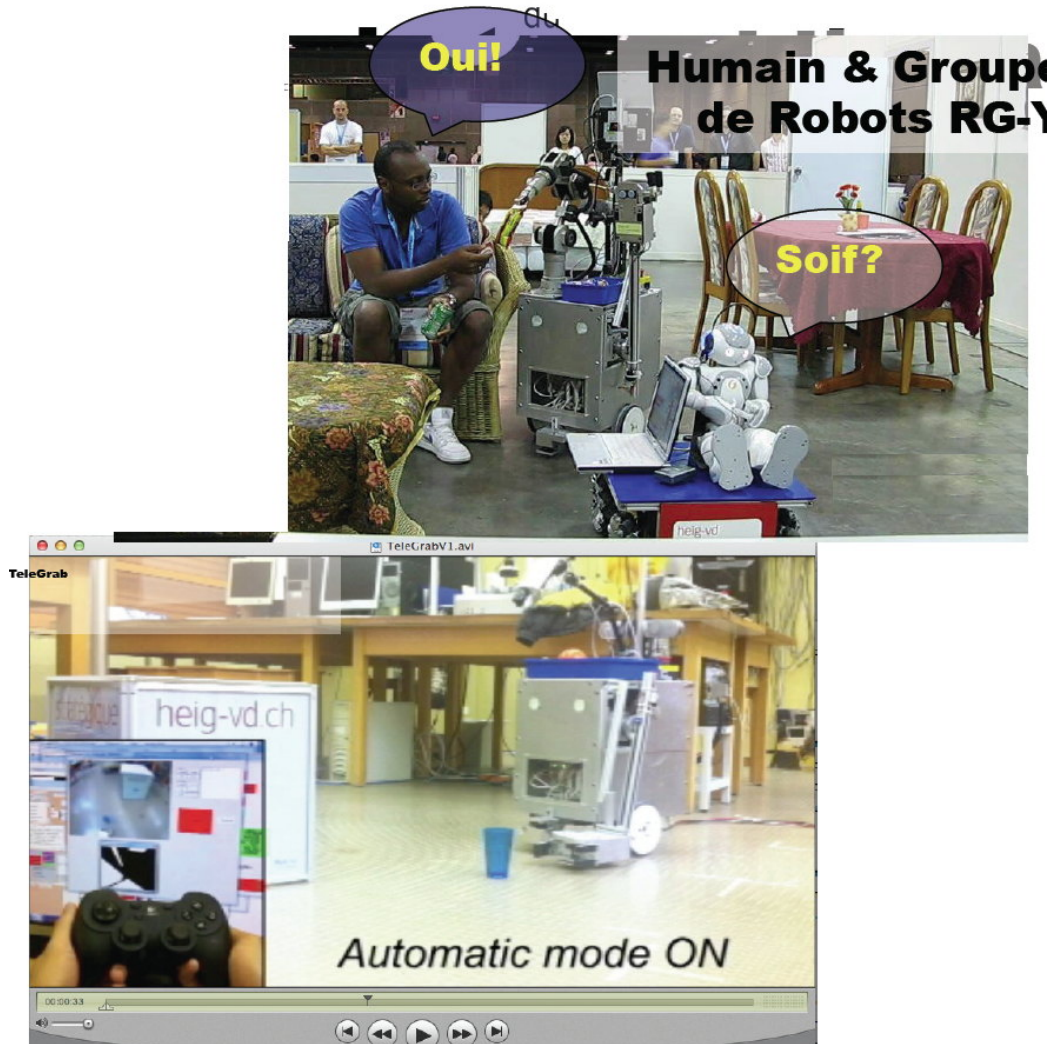 du
Oui!
Humain & Groupe
de Robots RG-Y
Soif?
heig-vd
TeleGrabV1.avi
TeleGrab
heig-vd.ch
Automatic mode ON
00:00:33